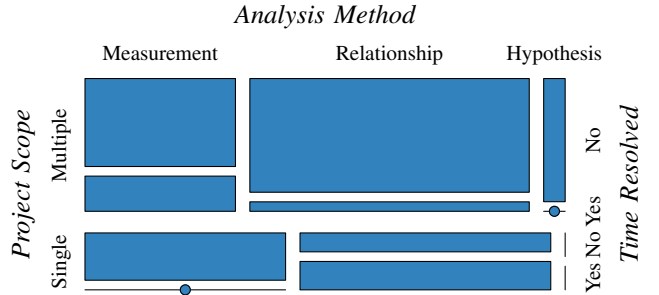 Analysis Method
Measurement Relationship Hypothesis
Project Scope
Multiple
Single
No
Yes
No
Yes
Time Resolved